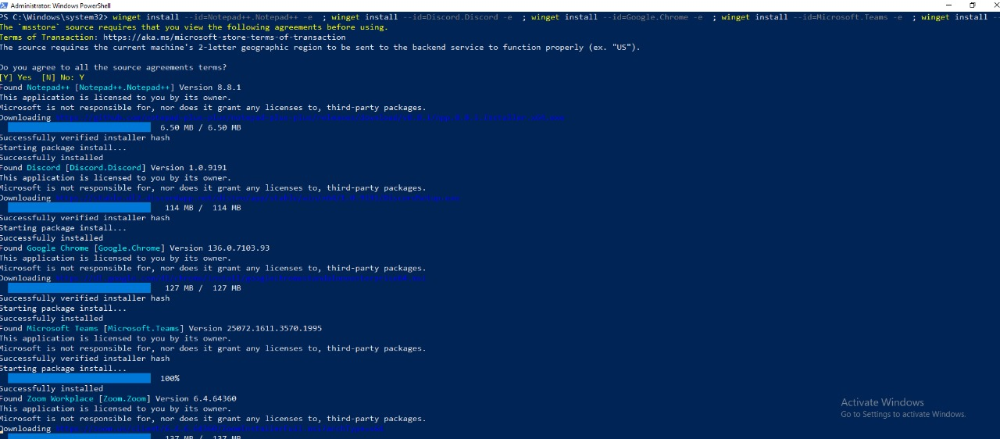 Administrator: Windows PowerShell
PS C:\Windows\system32> winget install --id=Notepad++.Notepad++ -e  ; winget install --id=Discord.Discord -e  ; winget install --id=Google.Chrome -e  ; winget install --id=Microsoft.Teams -e  ; winget install --
The `msstore` source requires that you view the following agreements before using.
Terms of Transaction: https://aka.ms/microsoft-store-terms-of-transaction
The source requires the current machine's 2-letter geographic region to be sent to the backend service to function properly (ex. "US").
Do you agree to all the source agreements terms?
[Y] Yes  [N] No: Y
Found Notepad++ [Notepad++.Notepad++] Version 8.8.1
This application is licensed to you by its owner.
Microsoft is not responsible for, nor does it grant any licenses to, third-party packages.
Downloading
6.50 MB / 6.50 MB
Successfully verified installer hash
Starting package install...
Successfully installed
Found Discord [Discord.Discord] Version 1.0.9191
This application is licensed to you by its owner.
Microsoft is not responsible for, nor does it grant any licenses to, third-party packages.
Downloading
114 MB /  114 MB
Successfully verified installer hash
Starting package install...
Successfully installed
Found Google Chrome [Google.Chrome] Version 136.0.7103.93
This application is licensed to you by its owner.
Microsoft is not responsible for, nor does it grant any licenses to, third-party packages.
Downloading
127 MB /  127 MB
Successfully verified installer hash
Starting package install...
Successfully installed
Found Microsoft Teams [Microsoft.Teams] Version 25072.1611.3570.1995
This application is licensed to you by its owner.
Microsoft is not responsible for, nor does it grant any licenses to, third-party packages.
Successfully verified installer hash
Starting package install...
100%
Successfully installed
Found Zoom Workplace [Zoom.Zoom] Version 6.4.64360
This application is licensed to you by its owner.
Microsoft is not responsible for, nor does it grant any licenses to, third-party packages.
Downloading
137 MB /  137 MB
Activate Windows
Go to Settings to activate Windows.